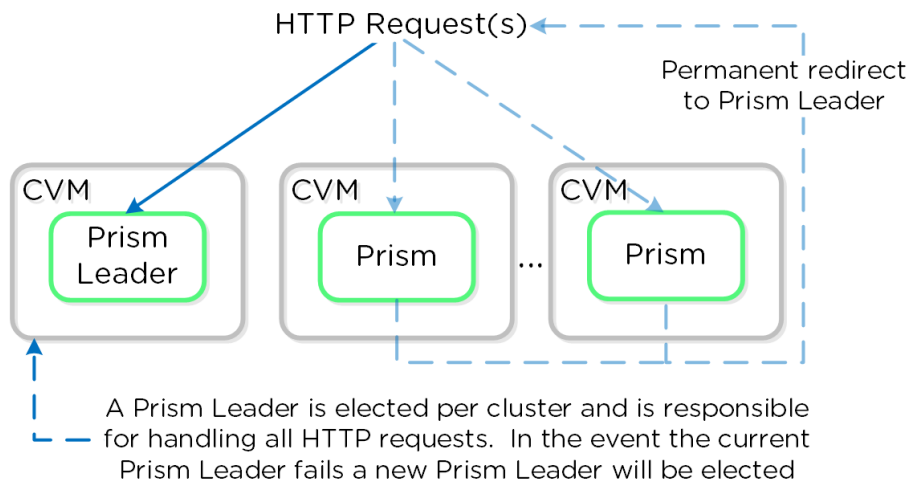 HTTP Request(s)
Permanent redirect
to Prism Leader
CVM
Prism
Leader
CVM
Prism
...
CVM
Prism
A Prism Leader is elected per cluster and is responsible
for handling all HTTP requests.  In the event the current
Prism Leader fails a new Prism Leader will be elected